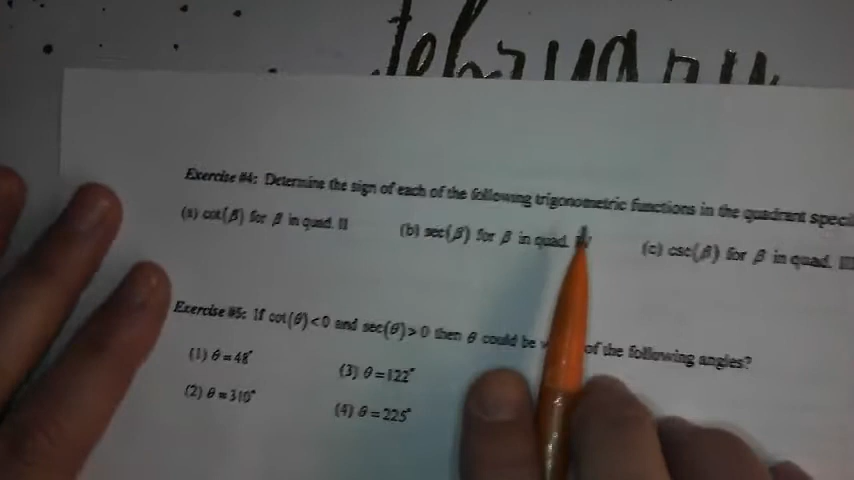 February
Exercise #4: Determine the sign of each of the following trigonometric functions in the quadrant
(a) cot(β) for β in quad. II (b) sec(β) for β in quad. (c) csc(β) for β in quad. III
Exercise #5: If cot(θ)<0 and sec(θ)>0 then θ could be of the following angles?
(1) θ=48° (3) θ=122°
(2) θ=310° (4) θ=225°